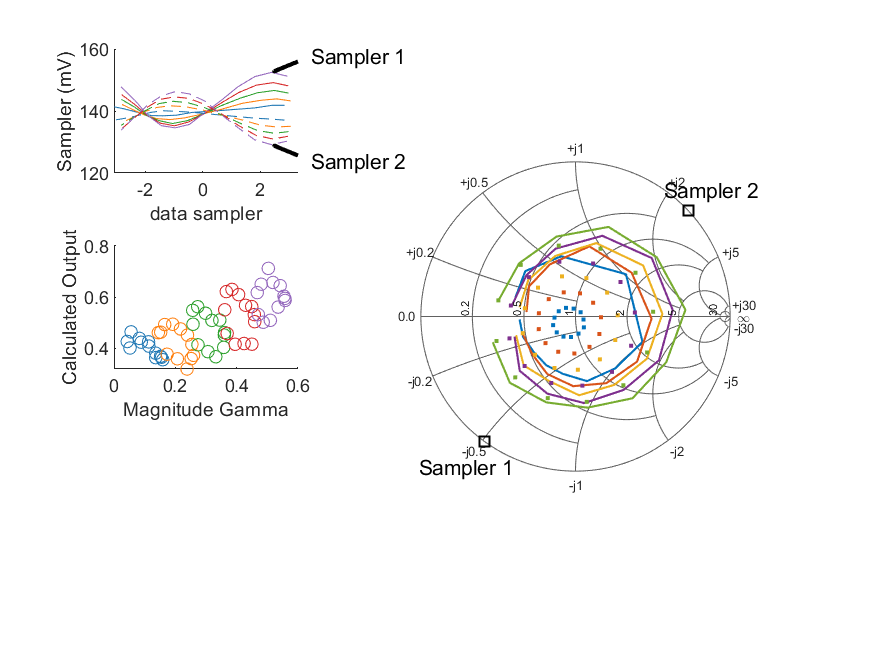 160
140
120
Sampler (mV)
-2
0
2
data sampler
Sampler 1
Sampler 2
0.8
0.6
0.4
Calculated Output
0
0.2
0.4
0.6
Magnitude Gamma
+j1
+j0.5
+j2
Sampler 2
+j0.2
+j5
0.0
0.2
0.5
1
2
5
30
+j30
∞
-j30
-j0.2
-j5
-j0.5
-j2
Sampler 1
-j1